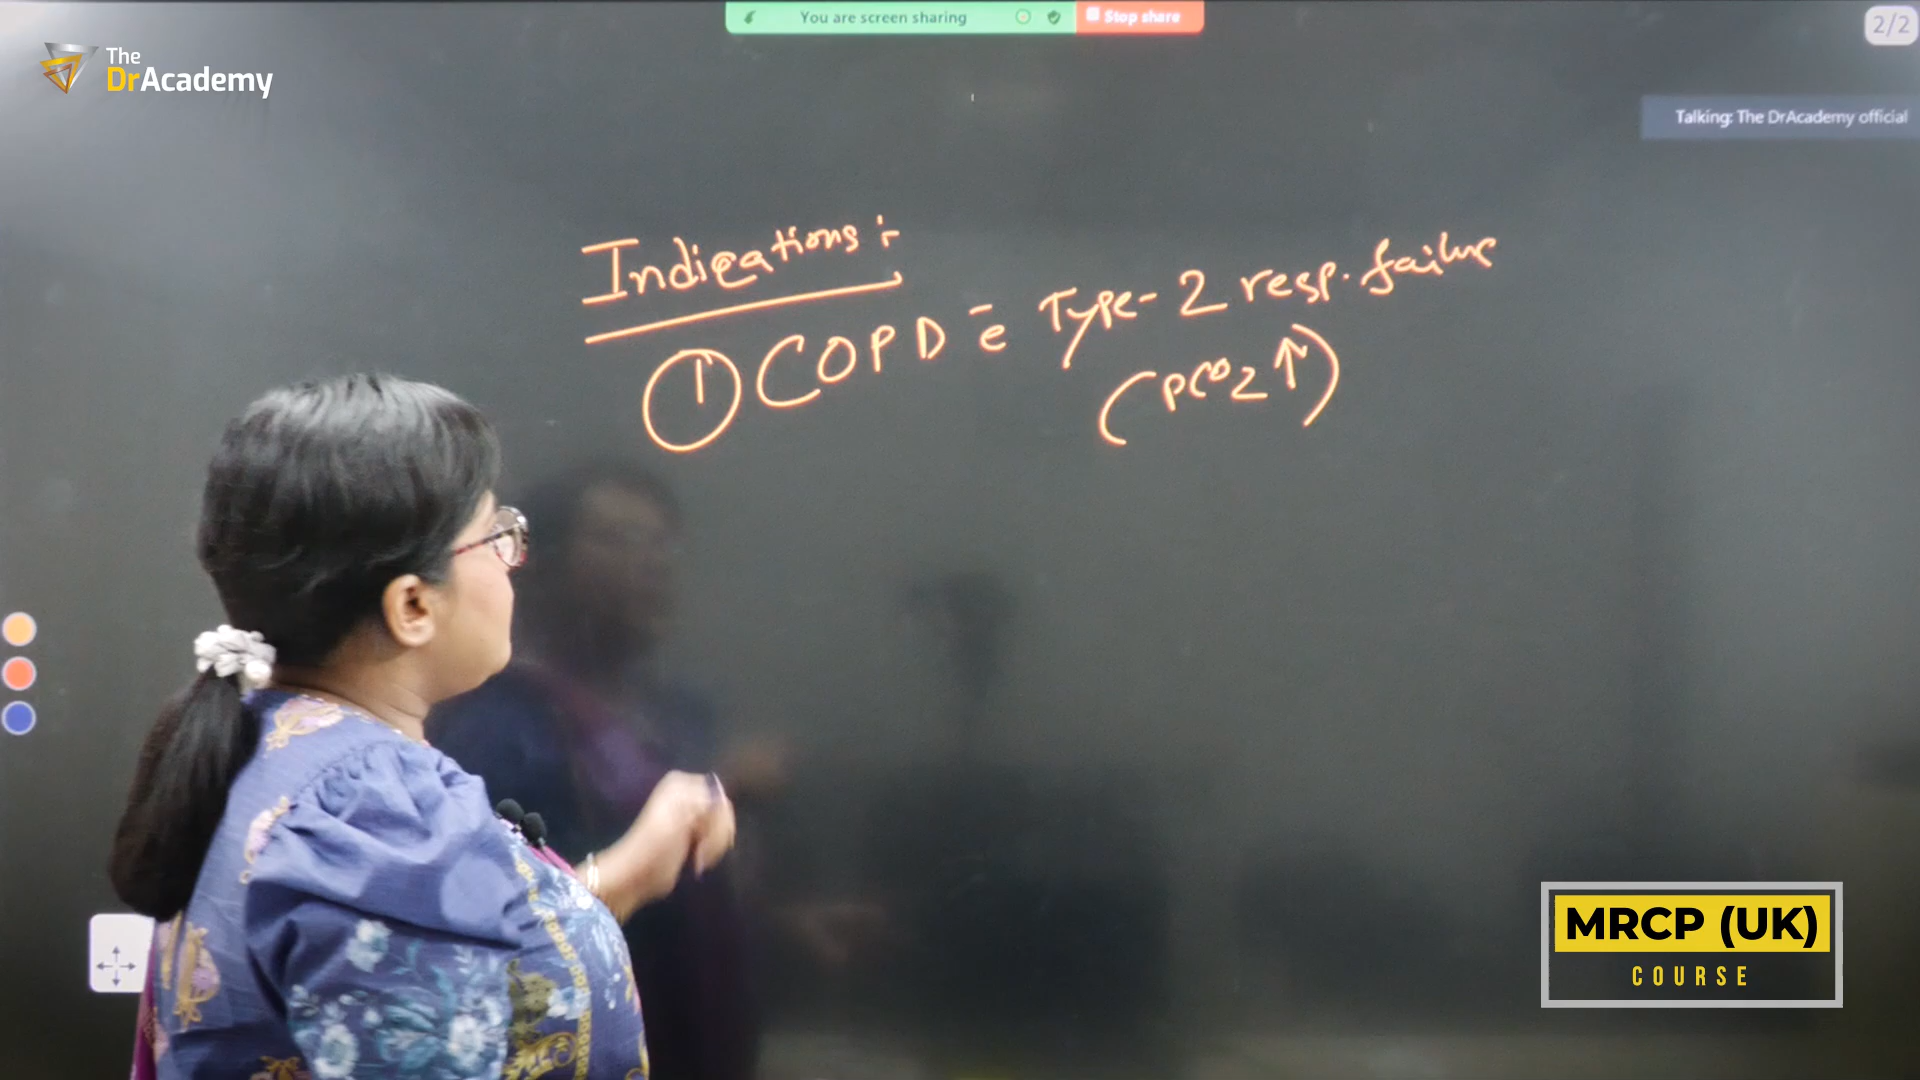 You are screen sharing
Stop share
2/2
The
DrAcademy
Talking: The DrAcademy official
Indications :-
① COPD c̄ Type-2 resp. failure
(PCO2 ↑)
MRCP (UK)
COURSE